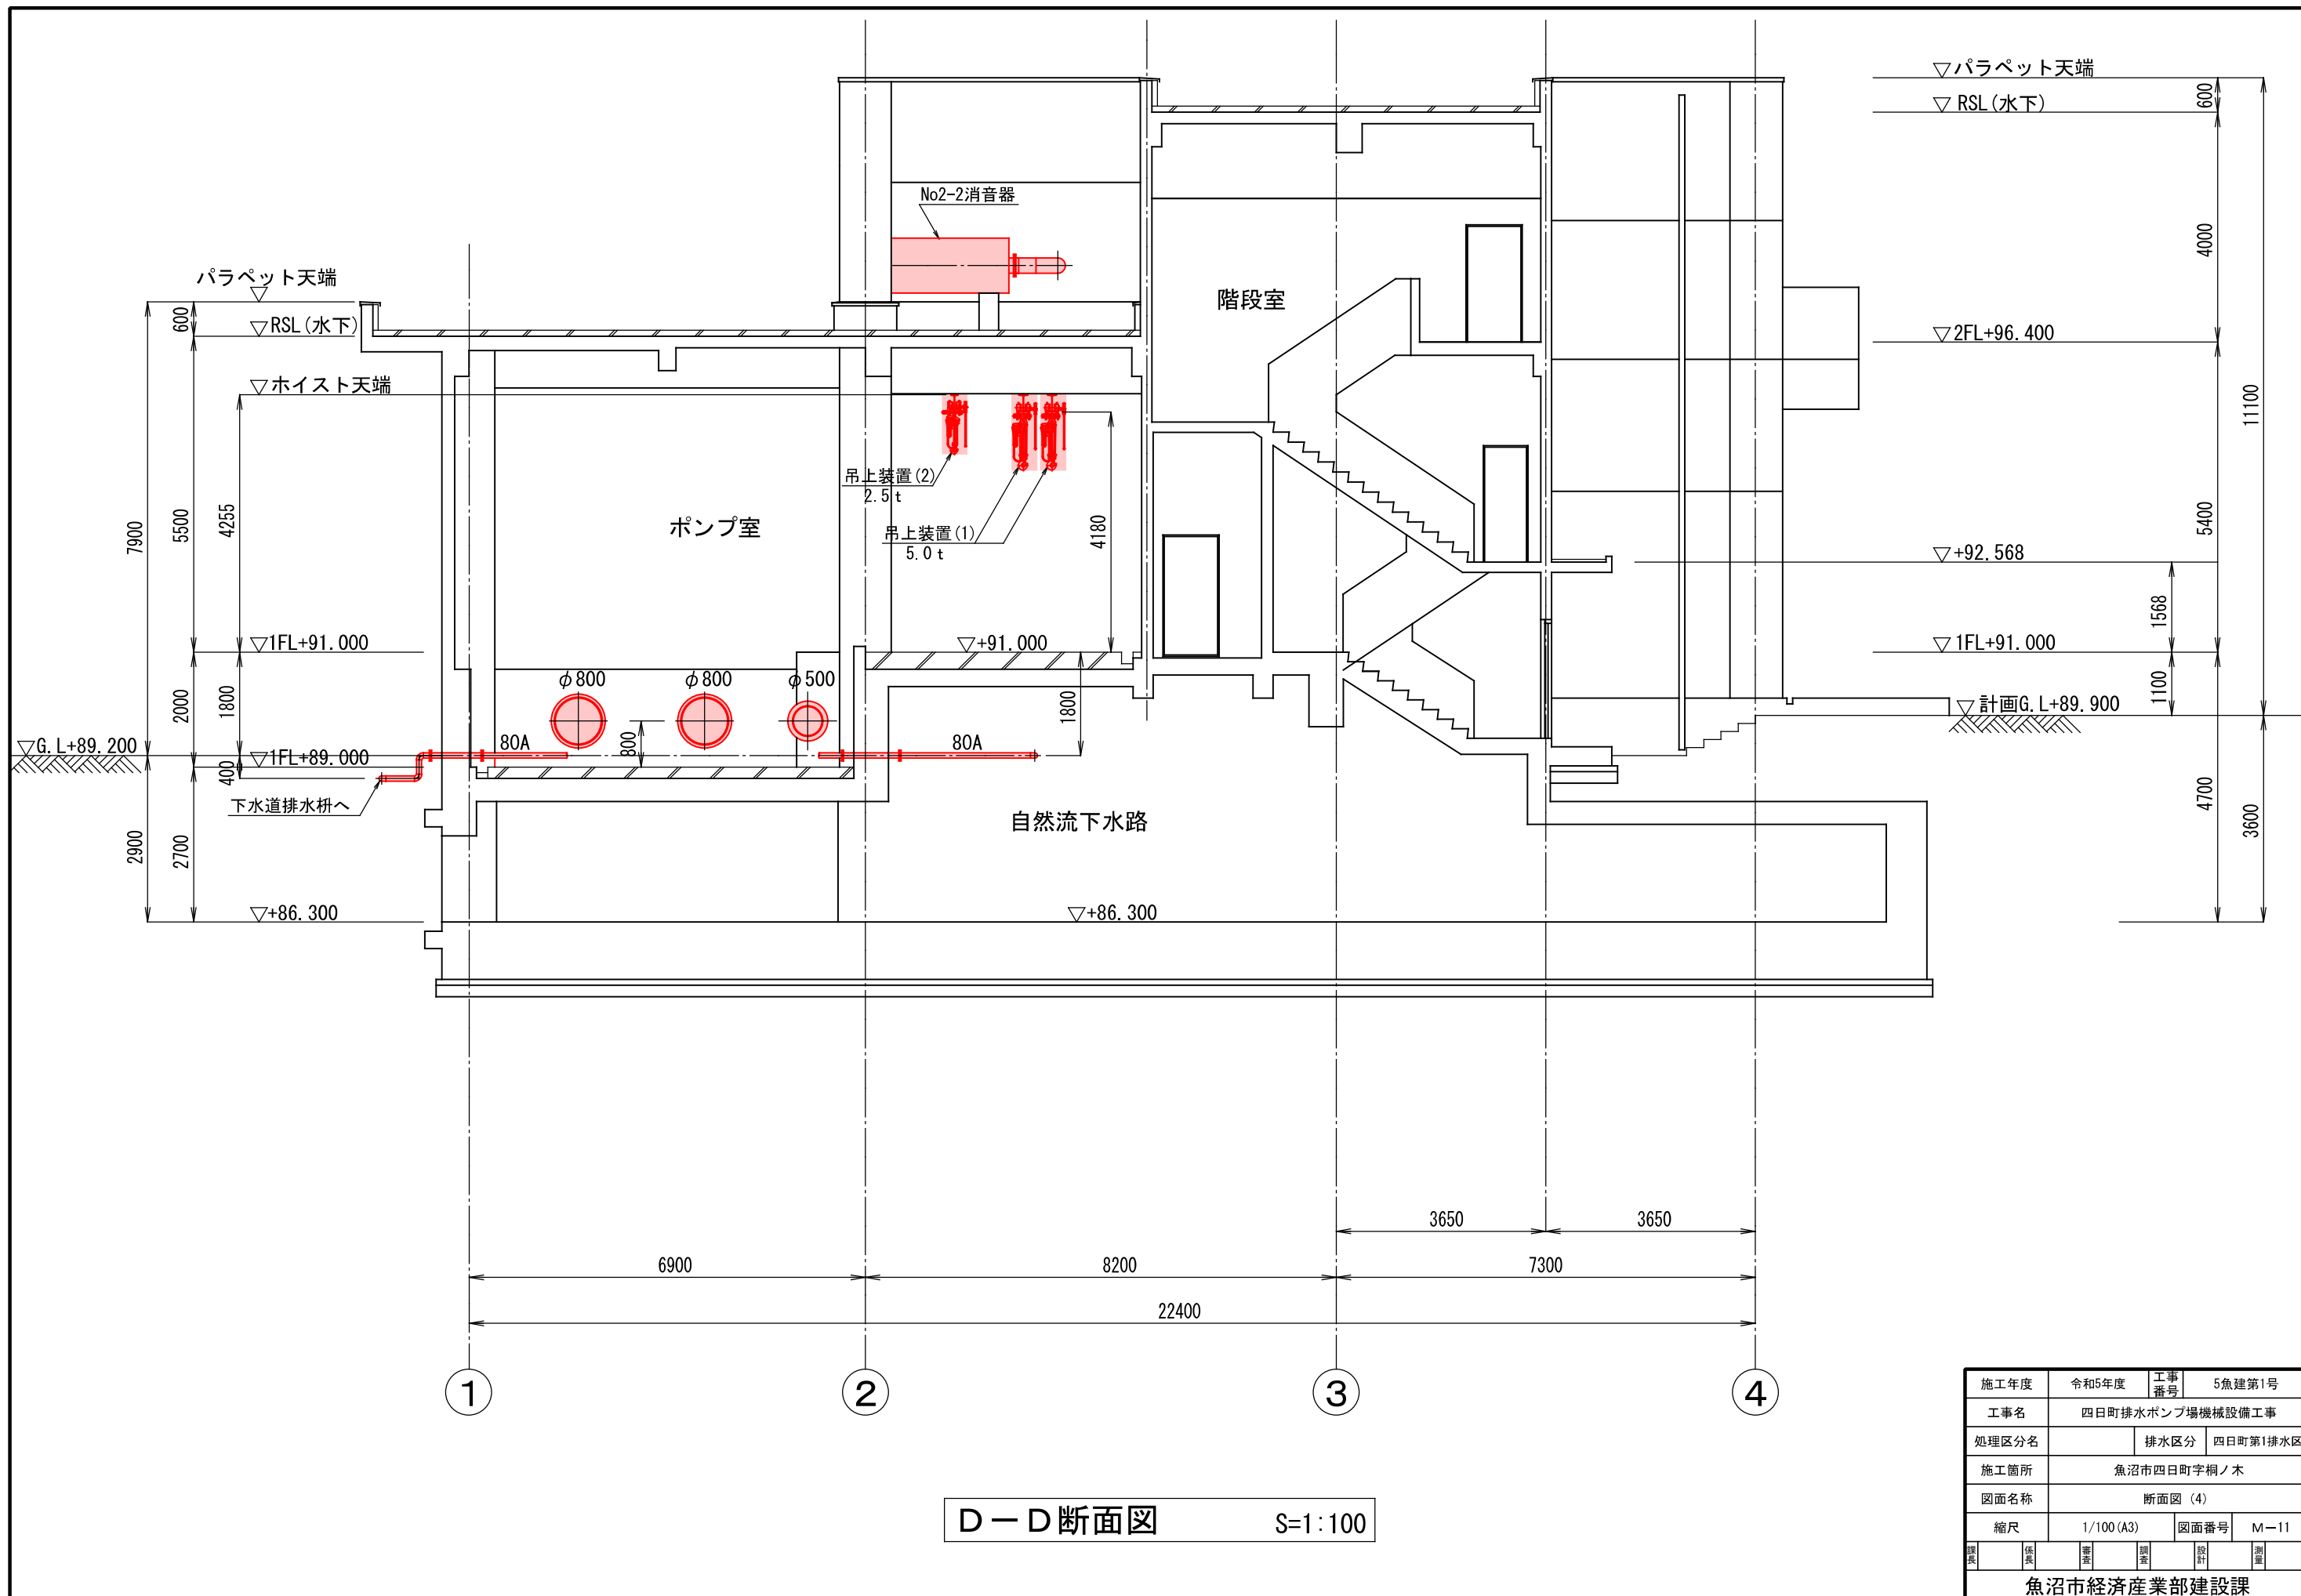 ▽パラペット天端
▽RSL(水下)
600
4000
11100
No2-2消音器
階段室
パラペット天端
▽
▽RSL(水下)
600
▽ホイスト天端
▽2FL+96.400
吊上装置(2)
2.5t
吊上装置(1)
5.0t
4180
ポンプ室
7900
5500
4255
5400
▽+92.568
1568
▽1FL+91.000
▽+91.000
▽1FL+91.000
φ800
φ800
φ500
2000
1800
800
1800
1100
▽計画G.L+89.900
▽G.L+89.200
▽1FL+89.000
80A
80A
400
下水道排水桝へ
自然流下水路
2900
2700
4700
3600
▽+86.300
▽+86.300
3650
3650
6900
8200
7300
22400
1
2
3
4
D－D断面図 S=1:100
施工年度 令和5年度 工事番号 5魚建第1号
工事名 四日町排水ポンプ場機械設備工事
処理区分名 排水区分 四日町第1排水区
施工箇所 魚沼市四日町字桐ノ木
図面名称 断面図(4)
縮尺 1/100(A3) 図面番号 M－11
課長 係長 審査 調査 設計 測量
魚沼市経済産業部建設課